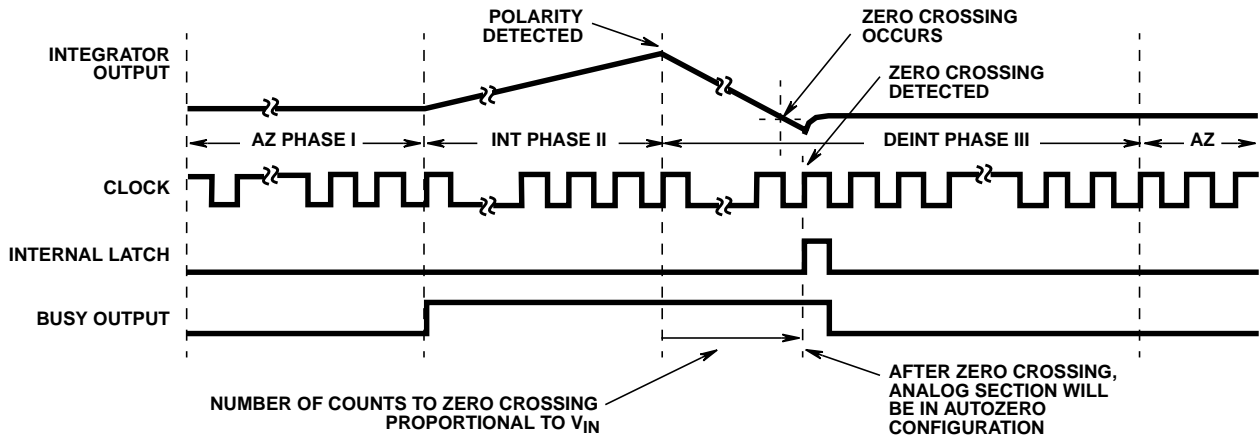 POLARITY
DETECTED
ZERO CROSSING
OCCURS
INTEGRATOR
OUTPUT
ZERO CROSSING
DETECTED
AZ PHASE I
INT PHASE II
DEINT PHASE III
AZ
CLOCK
INTERNAL LATCH
BUSY OUTPUT
NUMBER OF COUNTS TO ZERO CROSSING
PROPORTIONAL TO VIN
AFTER ZERO CROSSING,
ANALOG SECTION WILL
BE IN AUTOZERO
CONFIGURATION